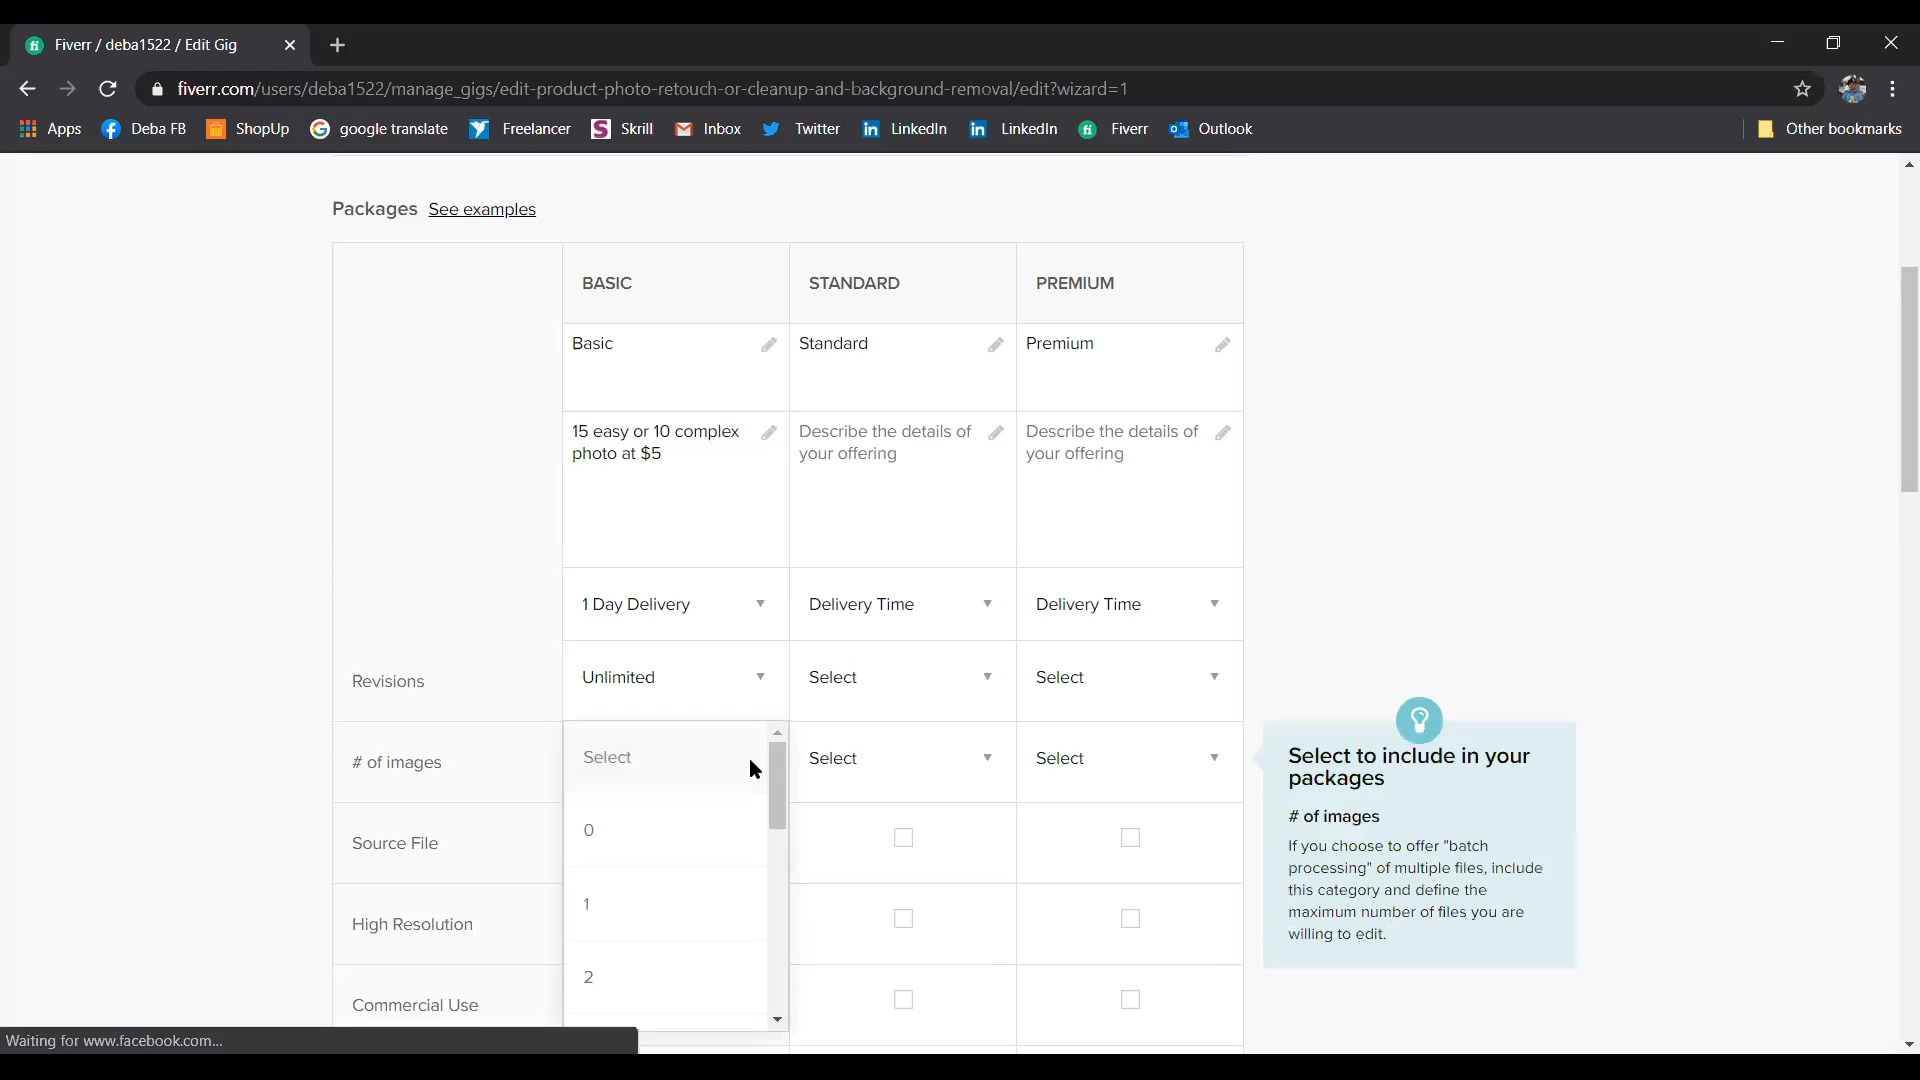 Fiverr / deba1522 / Edit Gig
fiverr.com/users/deba1522/manage_gigs/edit-product-photo-retouch-or-cleanup-and-background-removal/edit?wizard=1
Apps Deba FB ShopUp google translate Freelancer Skrill Inbox Twitter LinkedIn LinkedIn Fiverr Outlook Other bookmarks
Packages See examples
BASIC STANDARD PREMIUM
Basic Standard Premium
15 easy or 10 complex Describe the details of Describe the details of
photo at $5 your offering your offering
1 Day Delivery Delivery Time Delivery Time
Revisions Unlimited Select Select
# of images Select Select Select
0
Source File
1
High Resolution
2
Commercial Use
Select to include in your
packages
# of images
If you choose to offer "batch
processing" of multiple files, include
this category and define the
maximum number of files you are
willing to edit.
Waiting for www.facebook.com...